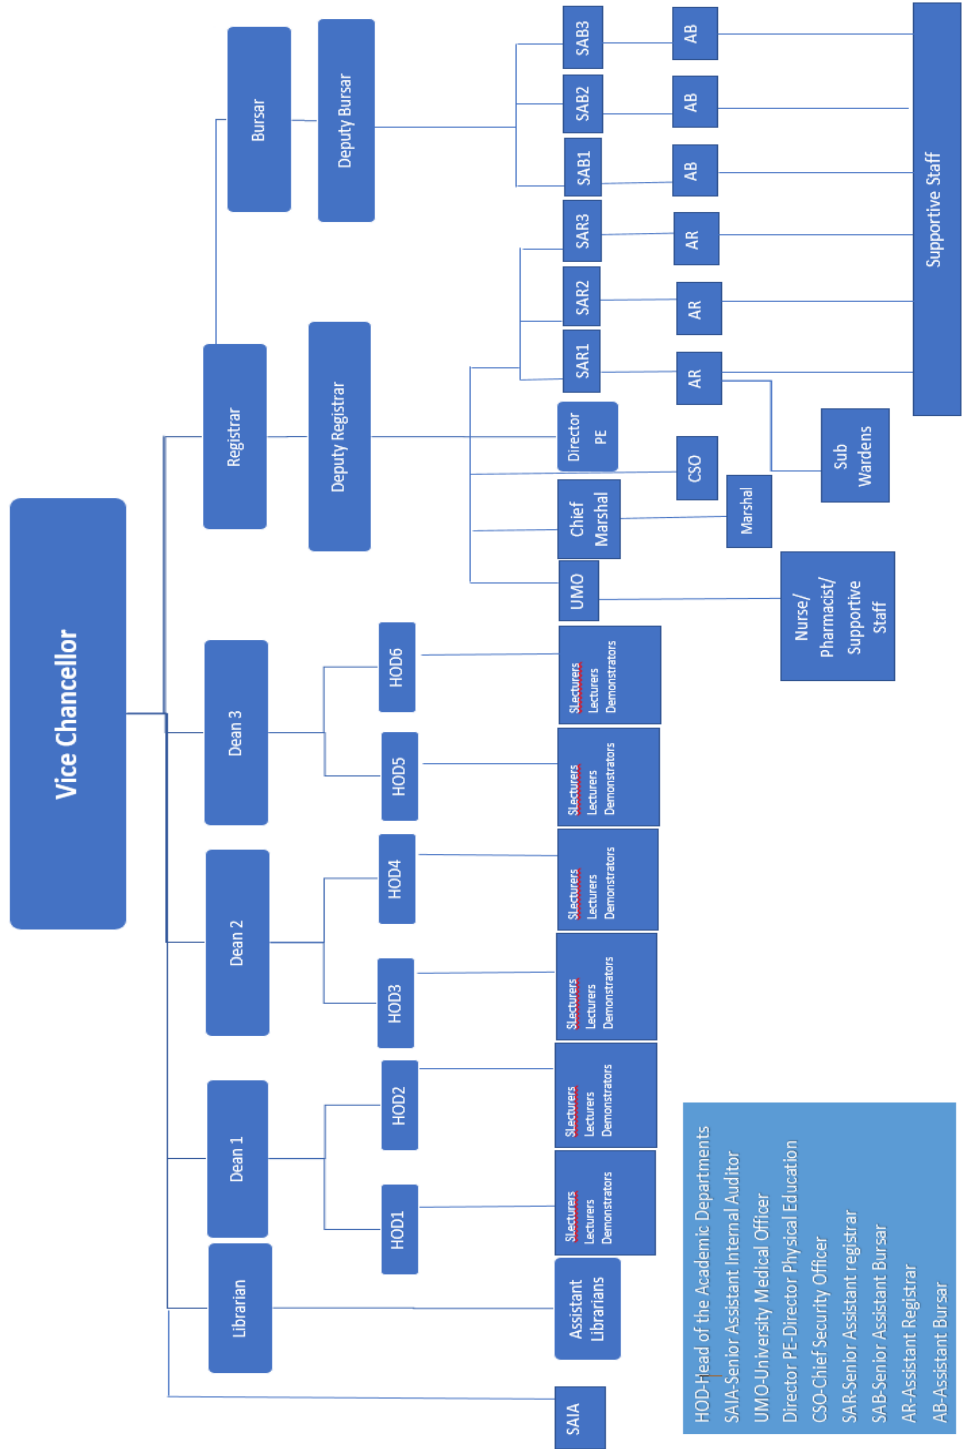 Vice Chancellor
SAIA
Librarian
Assistant
Librarians
Dean 1
HOD1
HOD2
SLecturers
Lecturers
Demonstrators
SLecturers
Lecturers
Demonstrators
Dean 2
HOD3
HOD4
SLecturers
Lecturers
Demonstrators
SLecturers
Lecturers
Demonstrators
Dean 3
HOD5
HOD6
SLecturers
Lecturers
Demonstrators
SLecturers
Lecturers
Demonstrators
Registrar
Deputy Registrar
UMO
Nurse/
Pharmacist/
Supportive
Staff
Chief
Marshal
Marshal
CSO
Director
PE
SAR1
SAR2
SAR3
AR
AR
AR
Sub
Wardens
Bursar
Deputy Bursar
SAB1
SAB2
SAB3
AB
AB
AB
Supportive Staff
HOD-Head of the Academic Departments
SAIA-Senior Assistant Internal Auditor
UMO-University Medical Officer
Director PE-Director Physical Education
CSO-Chief Security Officer
SAR-Senior Assistant registrar
SAB-Senior Assistant Bursar
AR-Assistant Registrar
AB-Assistant Bursar